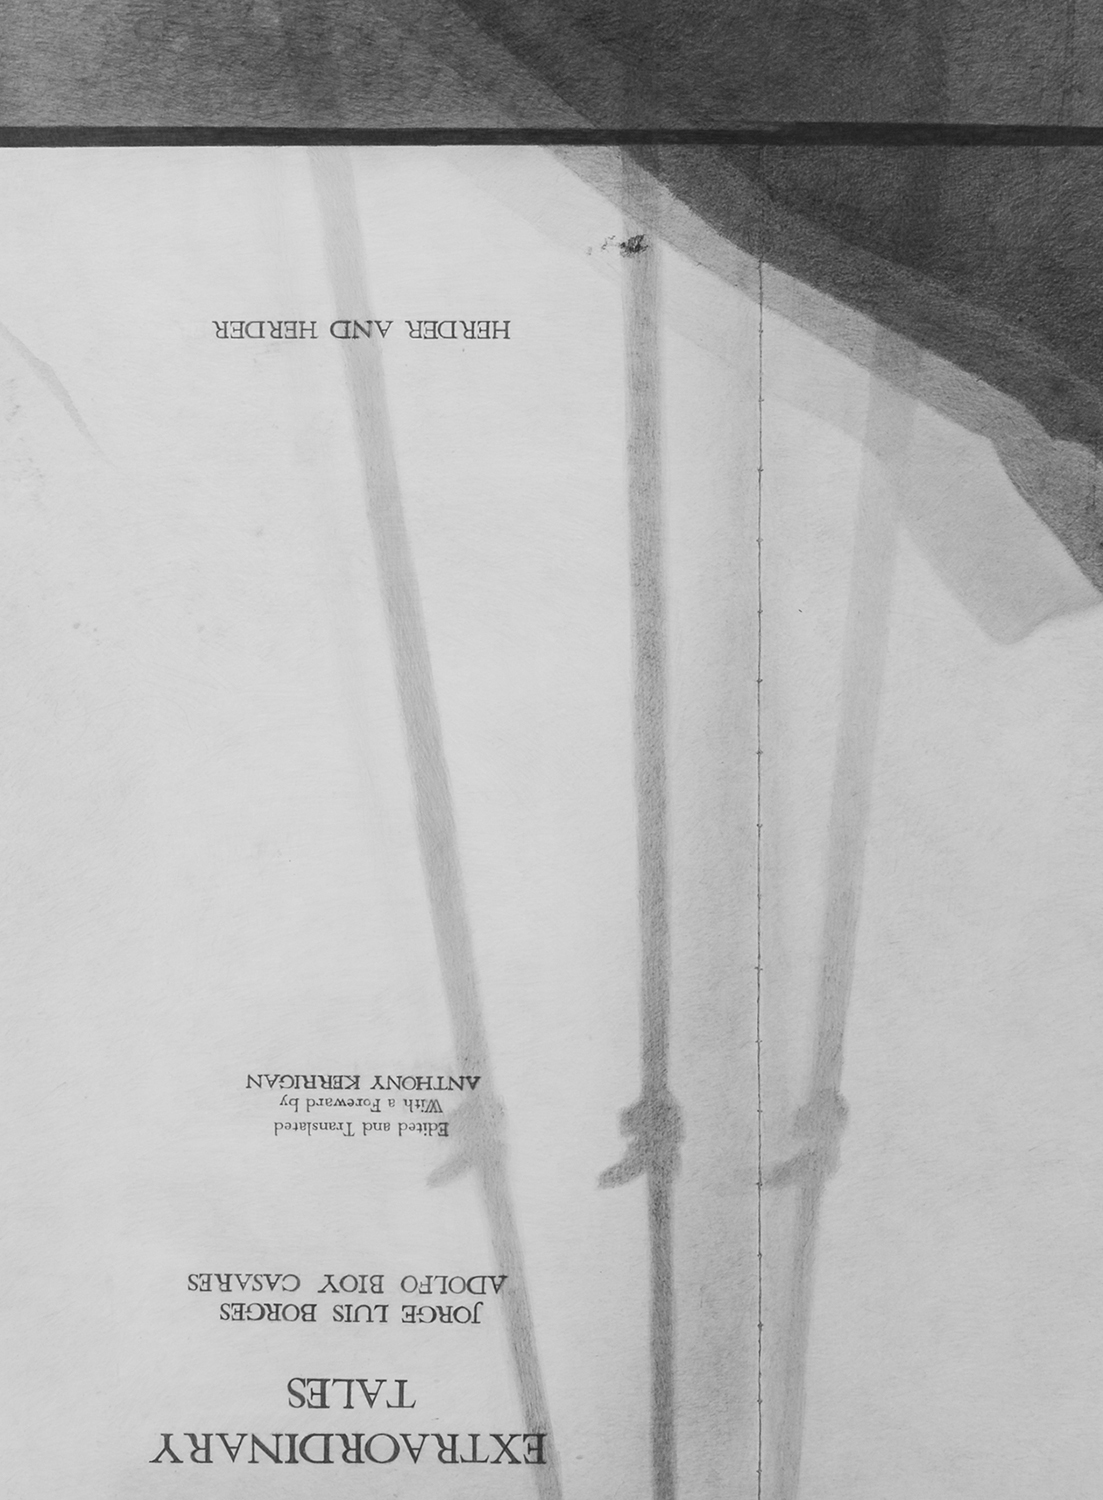 EXTRAORDINARY
TALES
JORGE LUIS BORGES
ADOLFO BIOY CASARES
Edited and Translated
With a Foreward by
ANTHONY KERRIGAN
HERDER AND HERDER